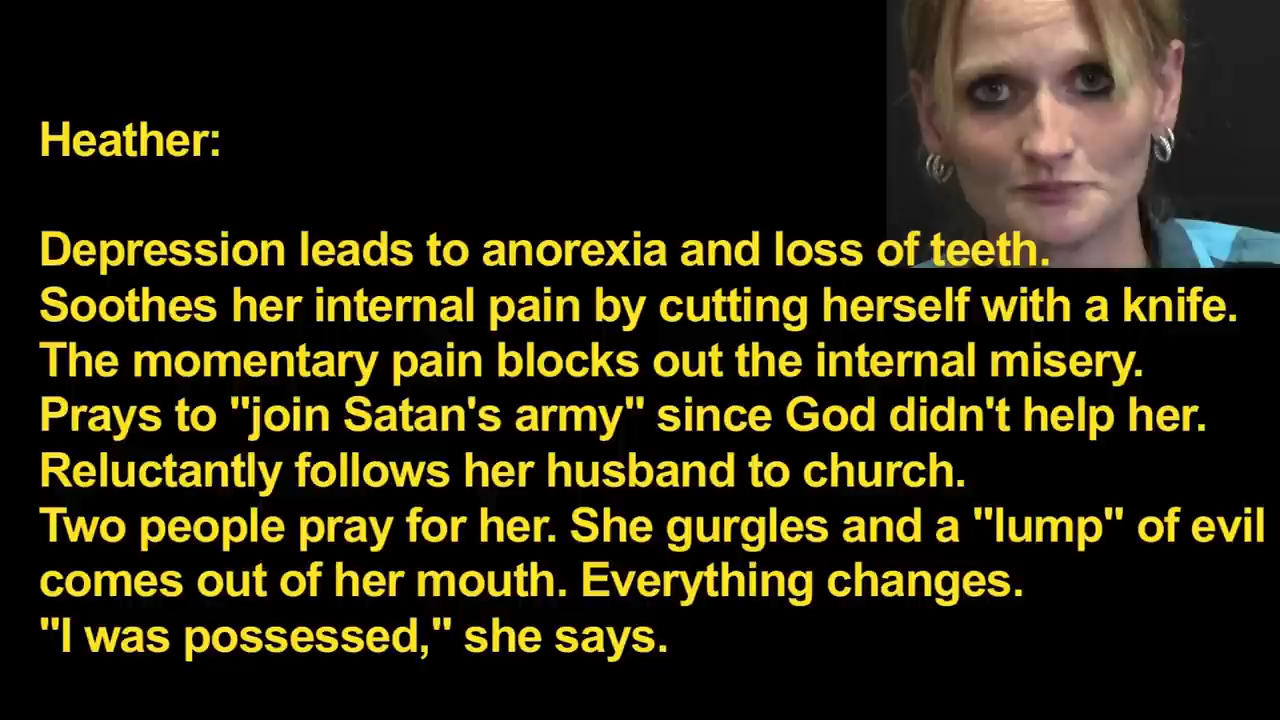 Heather:
Depression leads to anorexia and loss of teeth.
Soothes her internal pain by cutting herself with a knife.
The momentary pain blocks out the internal misery.
Prays to "join Satan's army" since God didn't help her.
Reluctantly follows her husband to church.
Two people pray for her. She gurgles and a "lump" of evil
comes out of her mouth. Everything changes.
"I was possessed," she says.